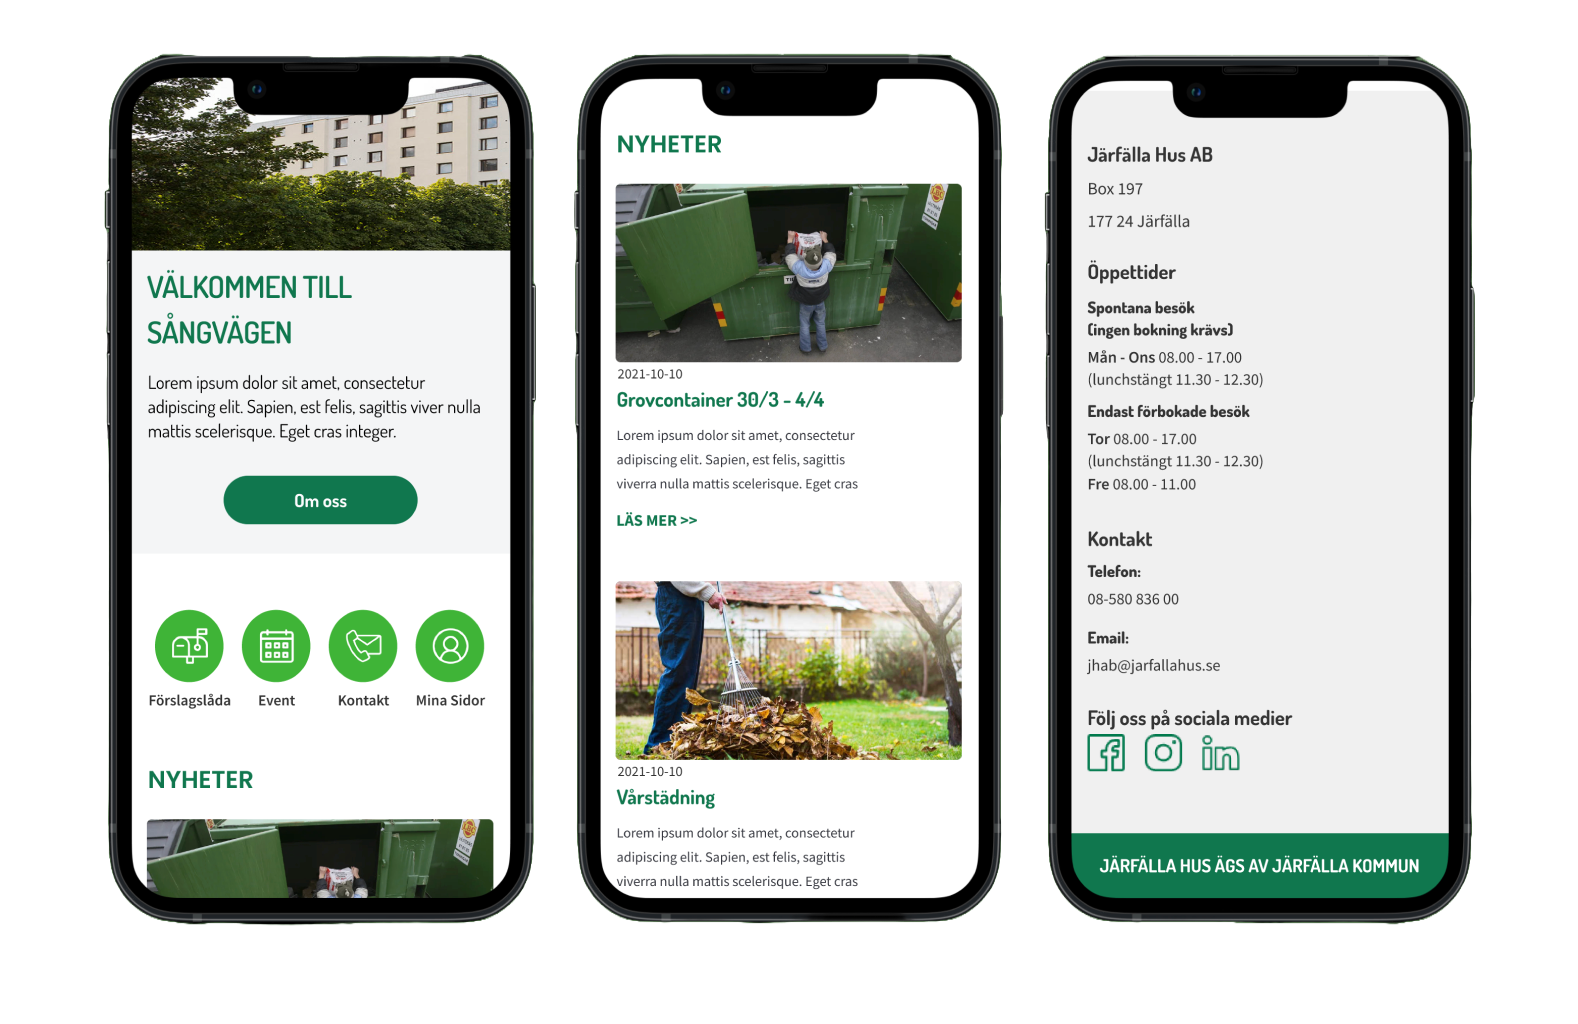 VÄLKOMMEN TILL
SÅNGVÄGEN
Lorem ipsum dolor sit amet, consectetur
adipiscing elit. Sapien, est felis, sagittis viver nulla
mattis scelerisque. Eget cras integer.
Om oss
Förslagslåda
Event
Kontakt
Mina Sidor
NYHETER
NYHETER
2021-10-10
Grovcontainer 30/3 - 4/4
Lorem ipsum dolor sit amet, consectetur
adipiscing elit. Sapien, est felis, sagittis
viverra nulla mattis scelerisque. Eget cras
LÄS MER >>
2021-10-10
Vårstädning
Lorem ipsum dolor sit amet, consectetur
adipiscing elit. Sapien, est felis, sagittis
viverra nulla mattis scelerisque. Eget cras
Järfälla Hus AB
Box 197
177 24 Järfälla
Öppettider
Spontana besök
(ingen bokning krävs)
Mån - Ons 08.00 - 17.00
(lunchstängt 11.30 - 12.30)
Endast förbokade besök
Tor 08.00 - 17.00
(lunchstängt 11.30 - 12.30)
Fre 08.00 - 11.00
Kontakt
Telefon:
08-580 836 00
Email:
jhab@jarfallahus.se
Följ oss på sociala medier
in
JÄRFÄLLA HUS ÄGS AV JÄRFÄLLA KOMMUN